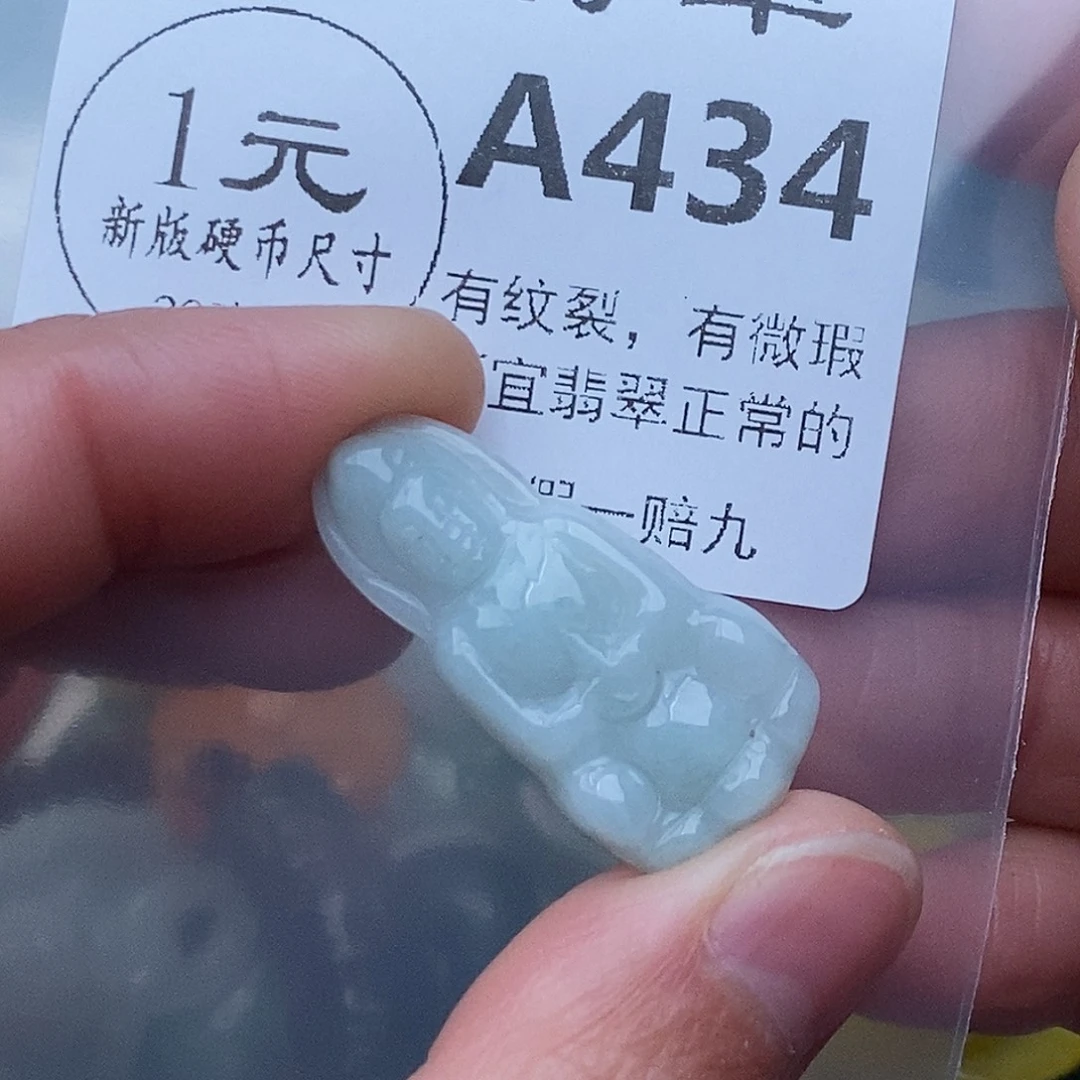 1元
新版硬币尺寸
A434
有纹裂，有微瑕
宜翡翠正常的
一赔九